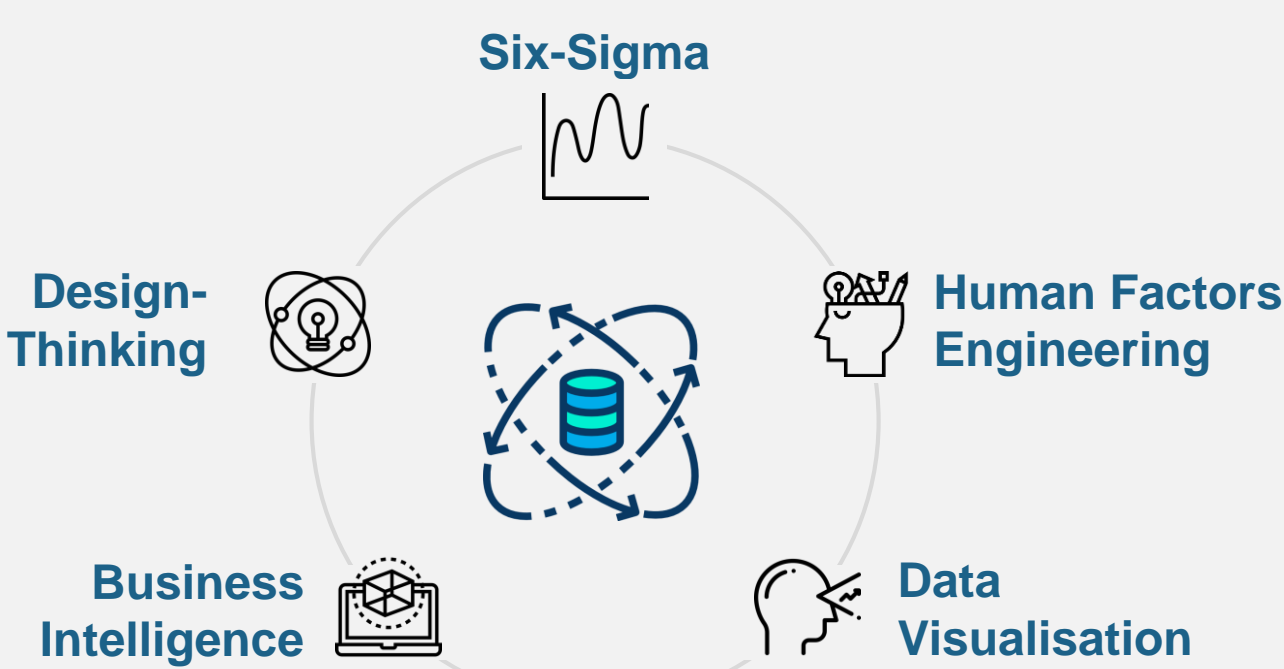 Six-Sigma
Design-
Thinking
Human Factors
Engineering
Business
Intelligence
Data
Visualisation